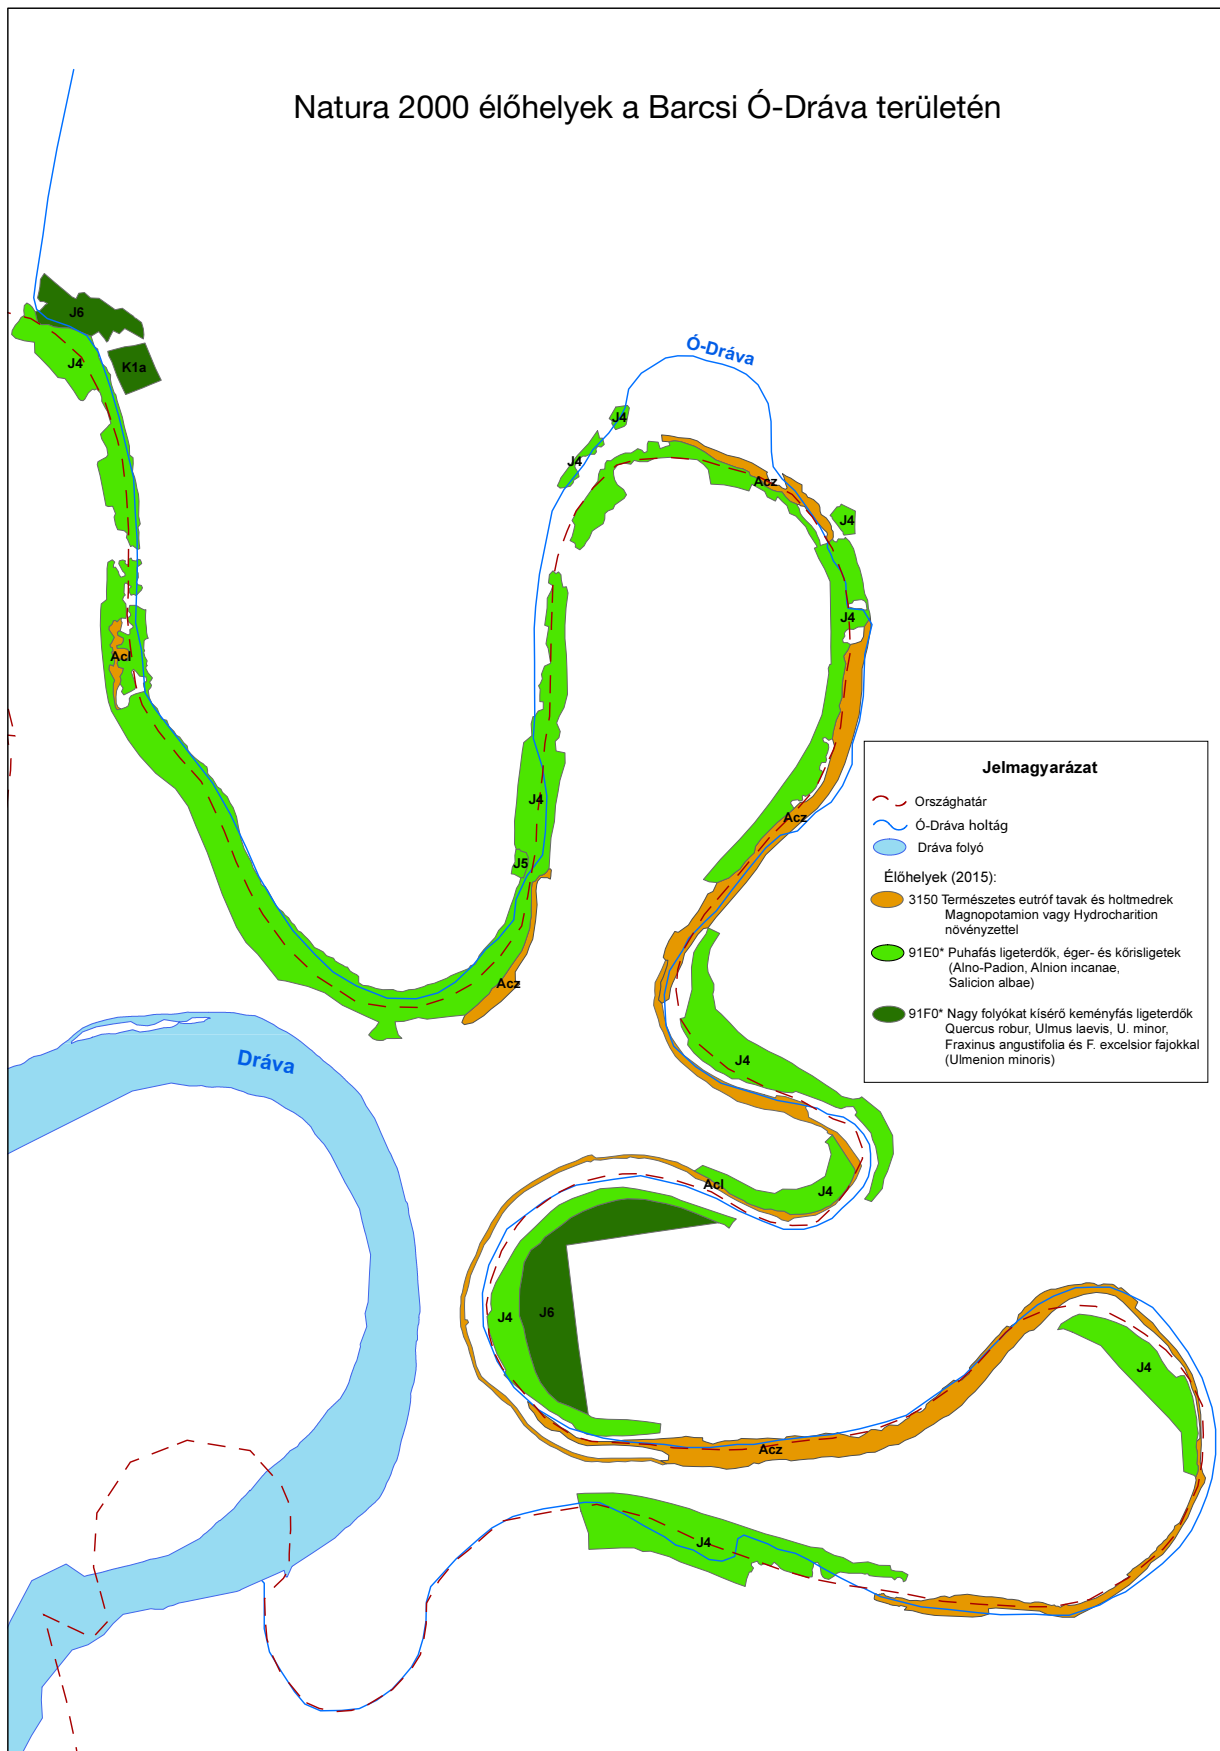 Natura 2000 élőhelyek a Barcsi Ó-Dráva területén
J6
J4
K1a
Ó-Dráva
J4
J4
Acz
J4
J4
Acl
J4
Acz
J5
Acz
Dráva
J4
Acl
J4
J4
J6
J4
Acz
J4
Jelmagyarázat
Országhatár
Ó-Dráva holtág
Dráva folyó
Élőhelyek (2015):
3150 Természetes eutróf tavak és holtmedrek
Magnopotamion vagy Hydrocharition
növényzettel
91E0* Puhafás ligeterdők, éger- és kőrisligetek
(Alno-Padion, Alnion incanae,
Salicion albae)
91F0* Nagy folyókat kísérő keményfás ligeterdők
Quercus robur, Ulmus laevis, U. minor,
Fraxinus angustifolia és F. excelsior fajokkal
(Ulmenion minoris)